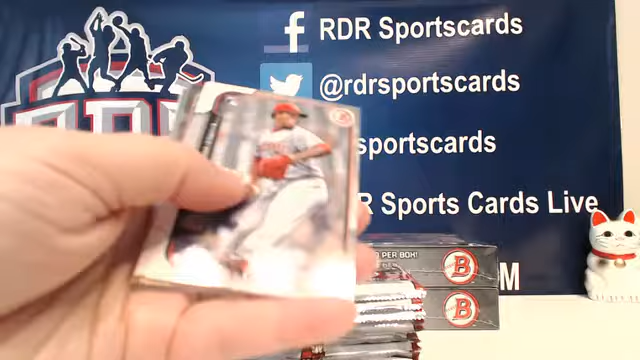 RDR Sportscards
@rdrsportscards
sportscards
R Sports Cards Live
PER BOX!
B
B
M